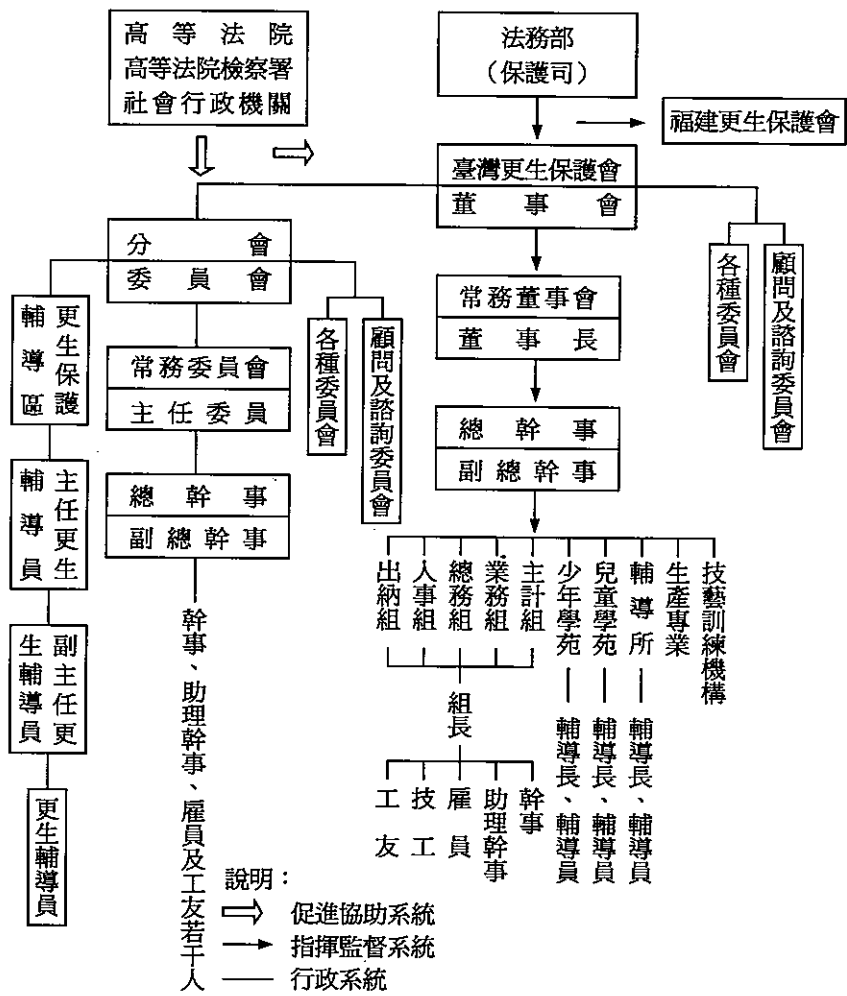 高等法院
高等法院檢察署
社會行政機關
法務部
（保護司）
福建更生保護會
臺灣更生保護會
董事會
各種委員會
顧問及諮詢委員會
常務董事會
董事長
總幹事
副總幹事
出納組
人事組
總務組
業務組
主計組
少年學苑
兒童學苑
輔導所
生產專業
技藝訓練機構
組長
輔導長、輔導員
輔導長、輔導員
輔導長、輔導員
工友
技工
雇員
助理幹事
幹事
分會
委員會
各種委員會
顧問及諮詢委員會
常務委員會
主任委員
總幹事
副總幹事
幹事、助理幹事、雇員及工友若干人
更生保護
輔導區
主任更生
輔導員
副主任更
生輔導員
更生輔導員
說明：
促進協助系統
指揮監督系統
行政系統